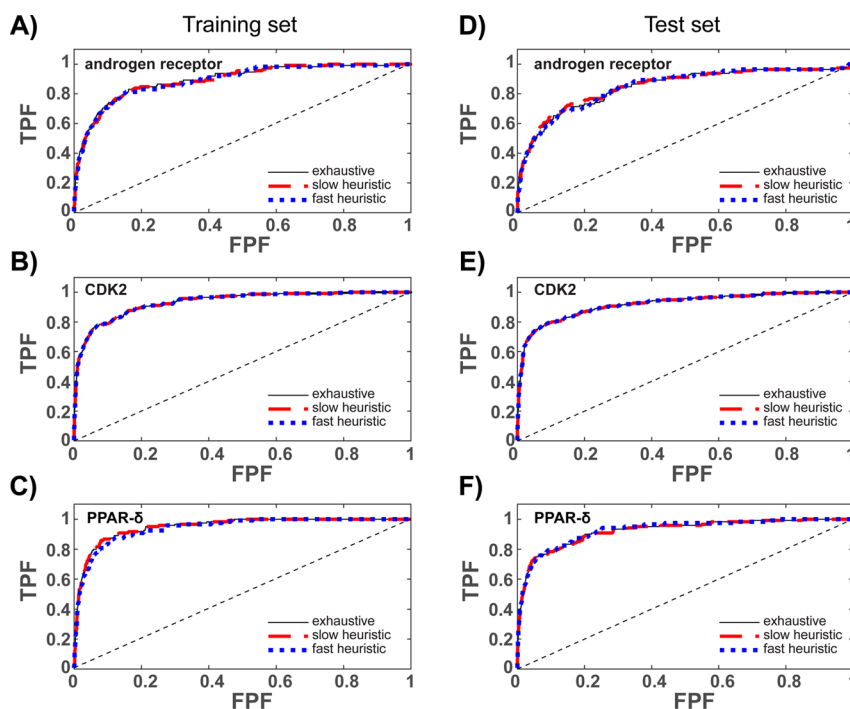 Training set
Test set
A)
androgen receptor
1
0.8
0.6
0.4
0.2
0
TPF
0 0.2 0.4 0.6 0.8 1
FPF
exhaustive
slow heuristic
fast heuristic
D)
androgen receptor
1
0.8
0.6
0.4
0.2
0
TPF
0 0.2 0.4 0.6 0.8 1
FPF
exhaustive
slow heuristic
fast heuristic
B)
CDK2
1
0.8
0.6
0.4
0.2
0
TPF
0 0.2 0.4 0.6 0.8 1
FPF
exhaustive
slow heuristic
fast heuristic
E)
CDK2
1
0.8
0.6
0.4
0.2
0
TPF
0 0.2 0.4 0.6 0.8 1
FPF
exhaustive
slow heuristic
fast heuristic
C)
PPAR-δ
1
0.8
0.6
0.4
0.2
0
TPF
0 0.2 0.4 0.6 0.8 1
FPF
exhaustive
slow heuristic
fast heuristic
F)
PPAR-δ
1
0.8
0.6
0.4
0.2
0
TPF
0 0.2 0.4 0.6 0.8 1
FPF
exhaustive
slow heuristic
fast heuristic